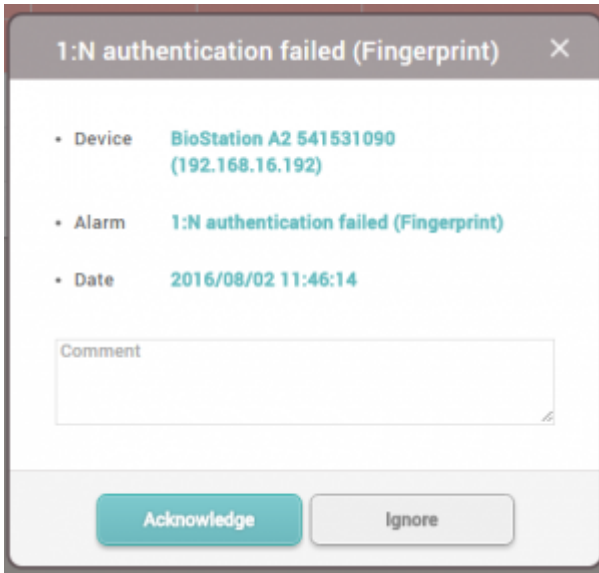 1:N authentication failed (Fingerprint)
• Device BioStation A2 541531090
(192.168.16.192)
• Alarm 1:N authentication failed (Fingerprint)
• Date 2016/08/02 11:46:14
Comment
Acknowledge Ignore